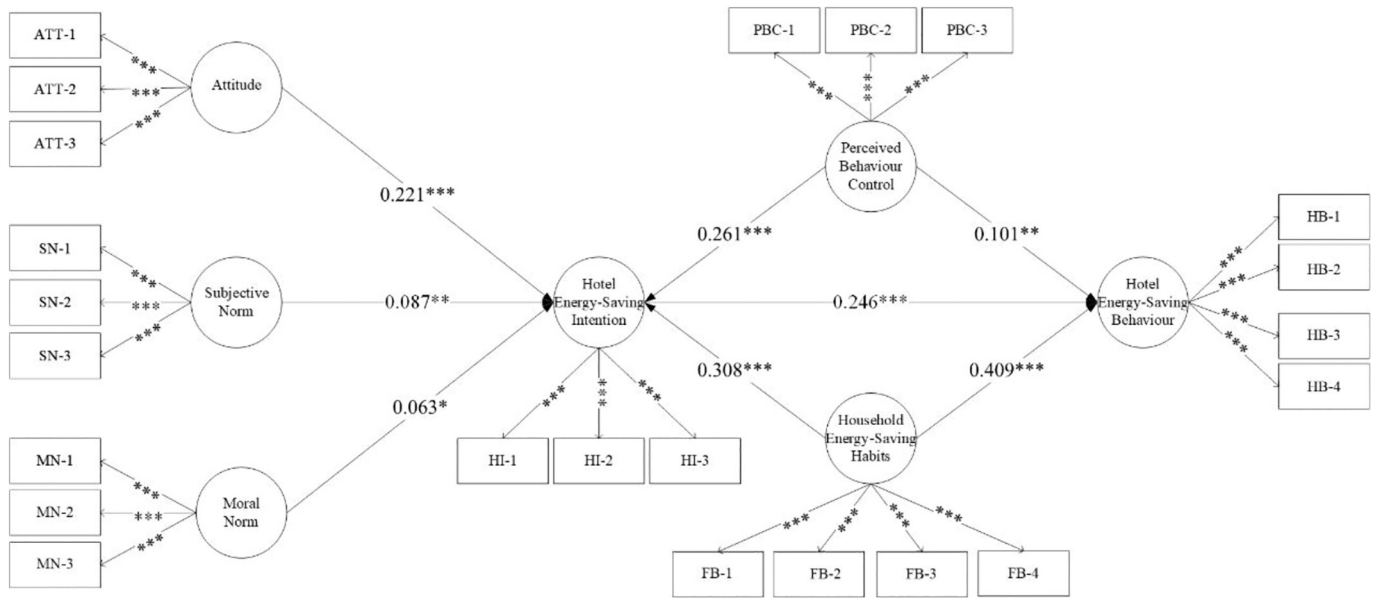 ATT-1
***
ATT-2
***
ATT-3
***
Attitude
PBC-1
PBC-2
PBC-3
***
***
***
Perceived
Behaviour
Control
0.221***
0.261***
0.101**
SN-1
***
SN-2
***
SN-3
***
Subjective
Norm
0.087**
Hotel
Energy-Saving
Intention
0.246***
Hotel
Energy-Saving
Behaviour
HB-1
***
HB-2
***
HB-3
***
HB-4
***
0.308***
0.409***
0.063*
***
***
***
HI-1
HI-2
HI-3
Household
Energy-Saving
Habits
MN-1
***
MN-2
***
MN-3
***
Moral
Norm
***
***
***
***
FB-1
FB-2
FB-3
FB-4